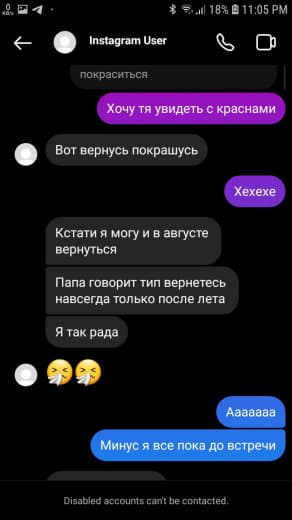 0
KB/s
18% 11:05 PM
Instagram User
покраситься
Хочу тя увидеть с краснами
Вот вернусь покрашусь
Хехехе
Кстати я могу и в августе
вернуться
Папа говорит тип вернетесь
навсегда только после лета
Я так рада
Ааааааа
Минус я все пока до встречи
Disabled accounts can't be contacted.